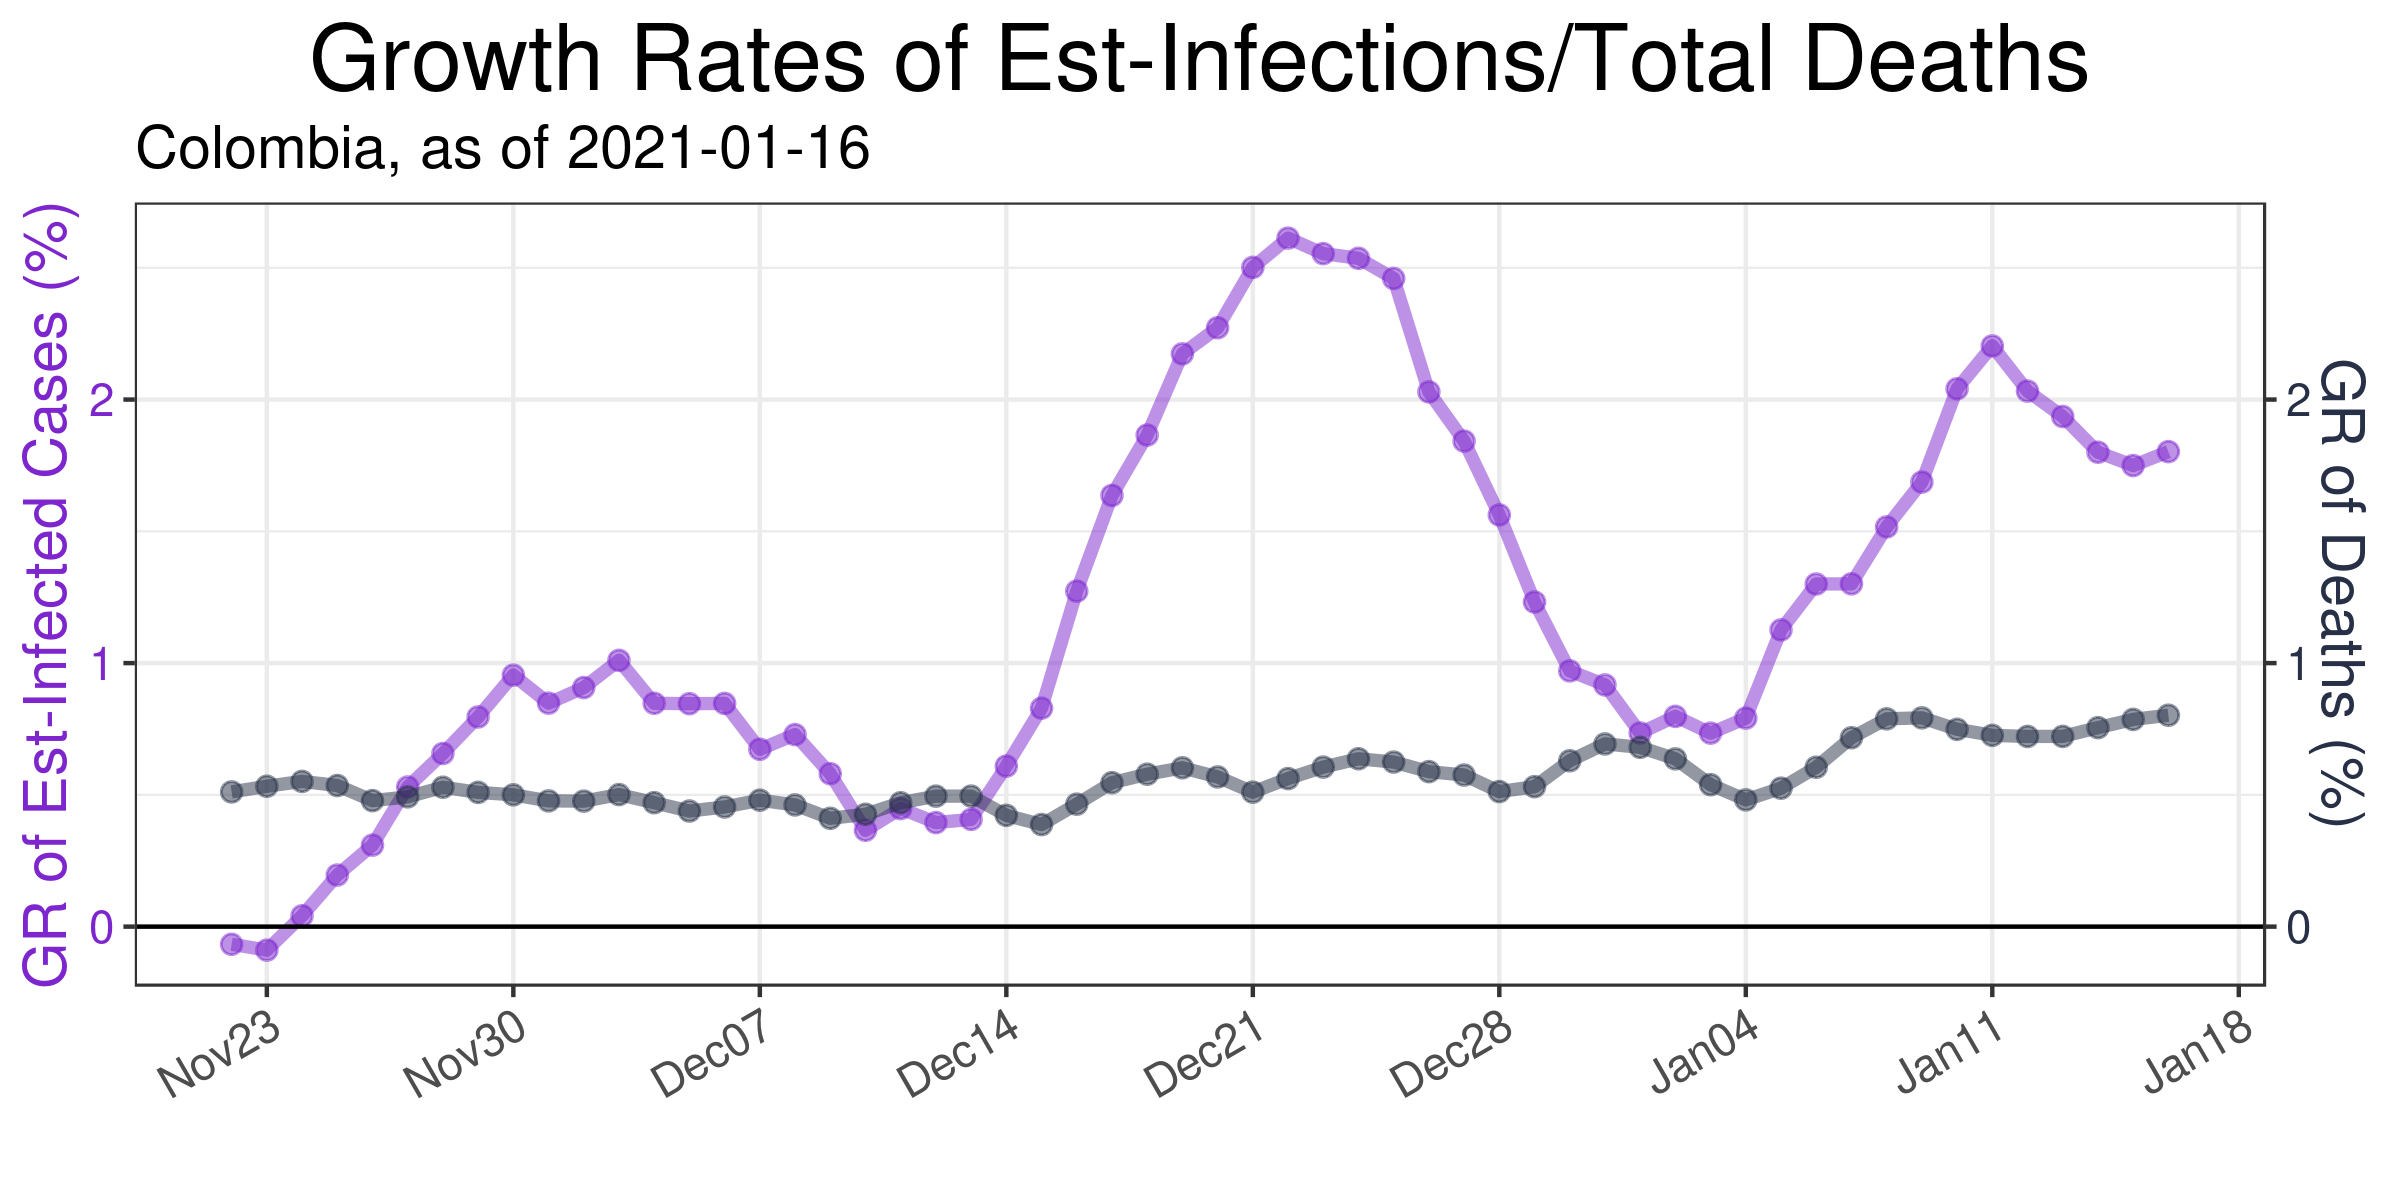 Growth Rates of Est-Infections/Total Deaths
Colombia, as of 2021-01-16
GR of Est-Infected Cases (%)
2
1
0
2
1
0
GR of Deaths (%)
Nov23
Nov30
Dec07
Dec14
Dec21
Dec28
Jan04
Jan11
Jan18